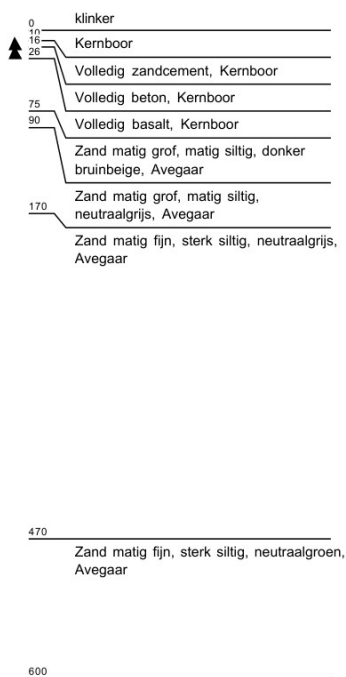 0
klinker
10
16
Kernboor
26
Volledig zandcement, Kernboor
Volledig beton, Kernboor
75
Volledig basalt, Kernboor
90
Zand matig grof, matig siltig, donker
bruinbeige, Avegaar
Zand matig grof, matig siltig,
neutraalgrijs, Avegaar
170
Zand matig fijn, sterk siltig, neutraalgrijs,
Avegaar
470
Zand matig fijn, sterk siltig, neutraalgroen,
Avegaar
600